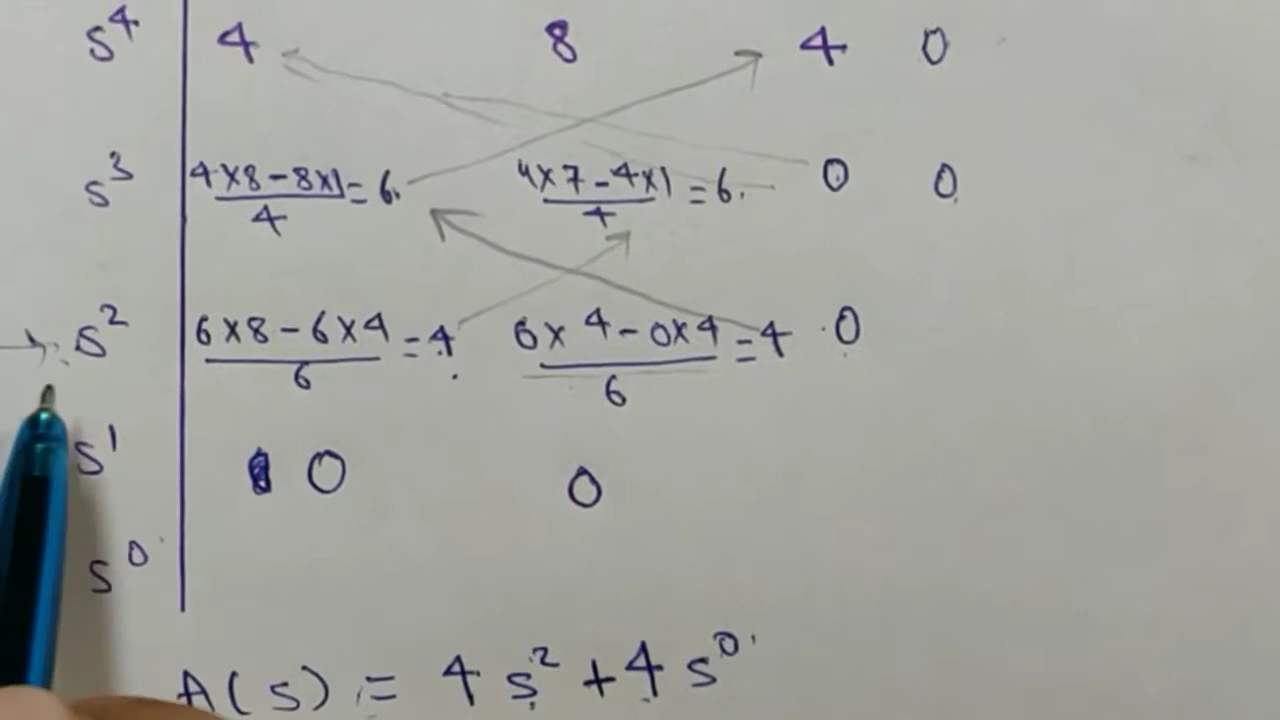 s⁴ 4 8 4 0
s³ 4×8-8×1/4 = 6. 4×7-4×1/4 = 6. 0 0
s² 6×8-6×4/6 = 4 6×4-0×4/6 = 4 0
s¹ 0 0
s⁰
A(s) = 4s² + 4s⁰